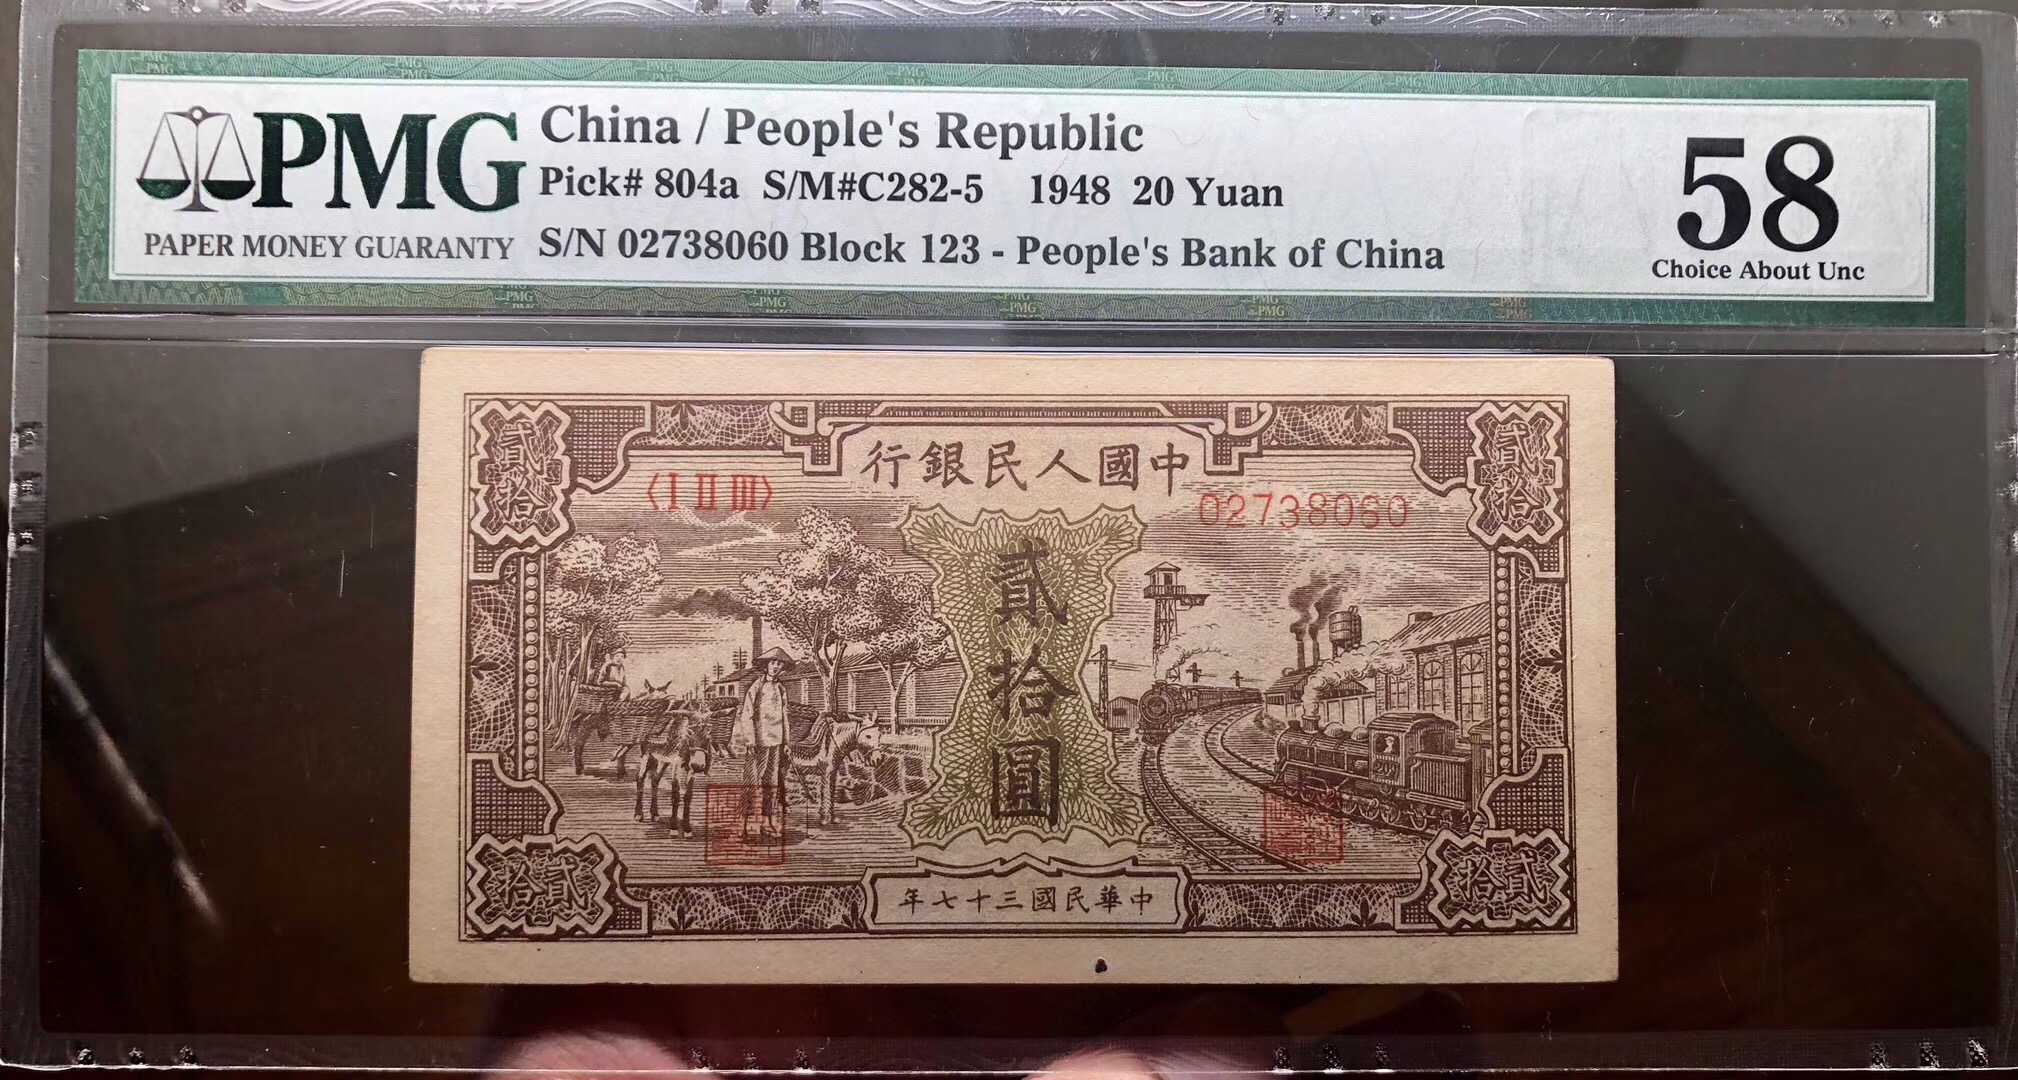 PMG
PAPER MONEY GUARANTY
China / People's Republic
Pick# 804a S/M#C282-5 1948 20 Yuan
S/N 02738060 Block 123 - People's Bank of China
58
Choice About Unc
行銀民人國中
〈I II III〉
02738060
貳拾
貳拾
貳拾圓
拾貳
拾貳
年七十三國民華中